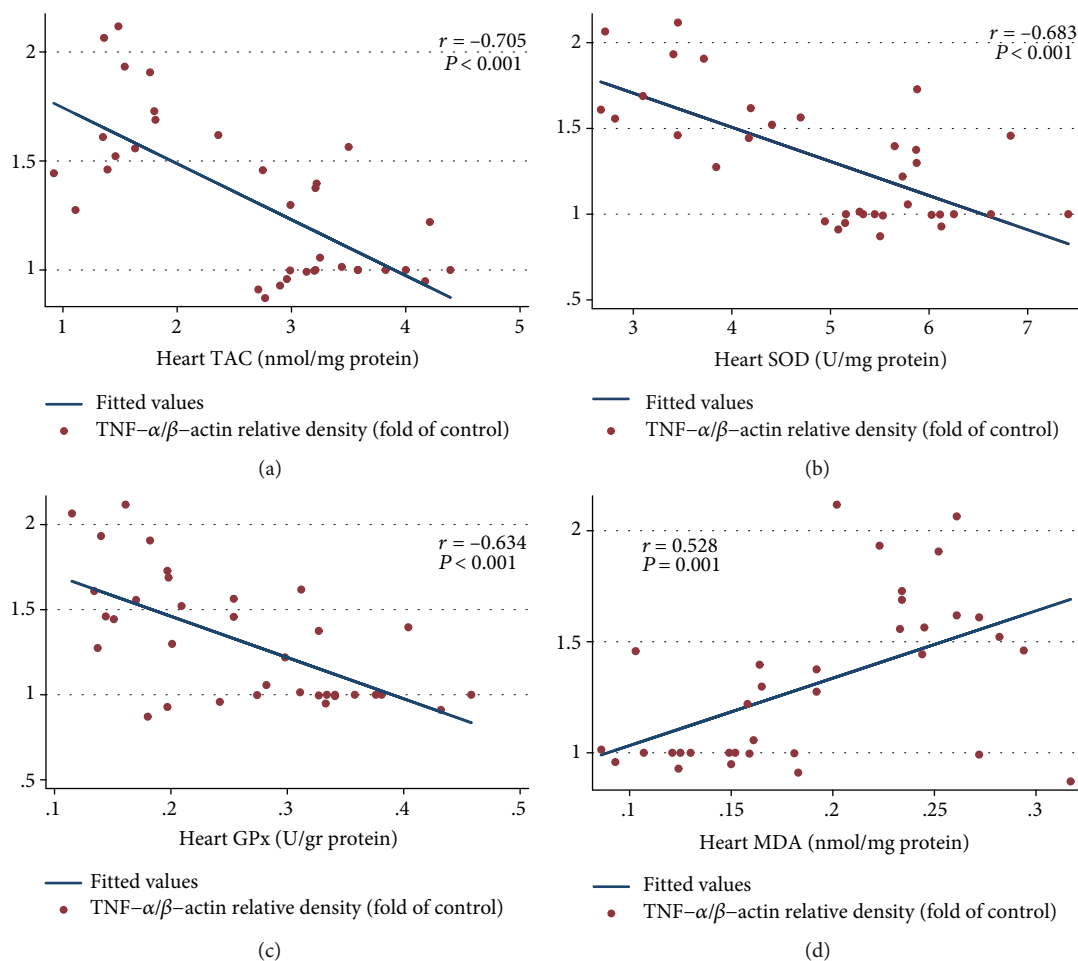 r = –0.705
P < 0.001
2
1.5
1
1 2 3 4 5
Heart TAC (nmol/mg protein)
Fitted values
TNF–α/β–actin relative density (fold of control)
(a)
r = –0.683
P < 0.001
2
1.5
1
.5
3 4 5 6 7
Heart SOD (U/mg protein)
Fitted values
TNF–α/β–actin relative density (fold of control)
(b)
r = –0.634
P < 0.001
2
1.5
1
.5
.1 .2 .3 .4 .5
Heart GPx (U/gr protein)
Fitted values
TNF–α/β–actin relative density (fold of control)
(c)
r = 0.528
P = 0.001
2
1.5
1
.1 .15 .2 .25 .3
Heart MDA (nmol/mg protein)
Fitted values
TNF–α/β–actin relative density (fold of control)
(d)